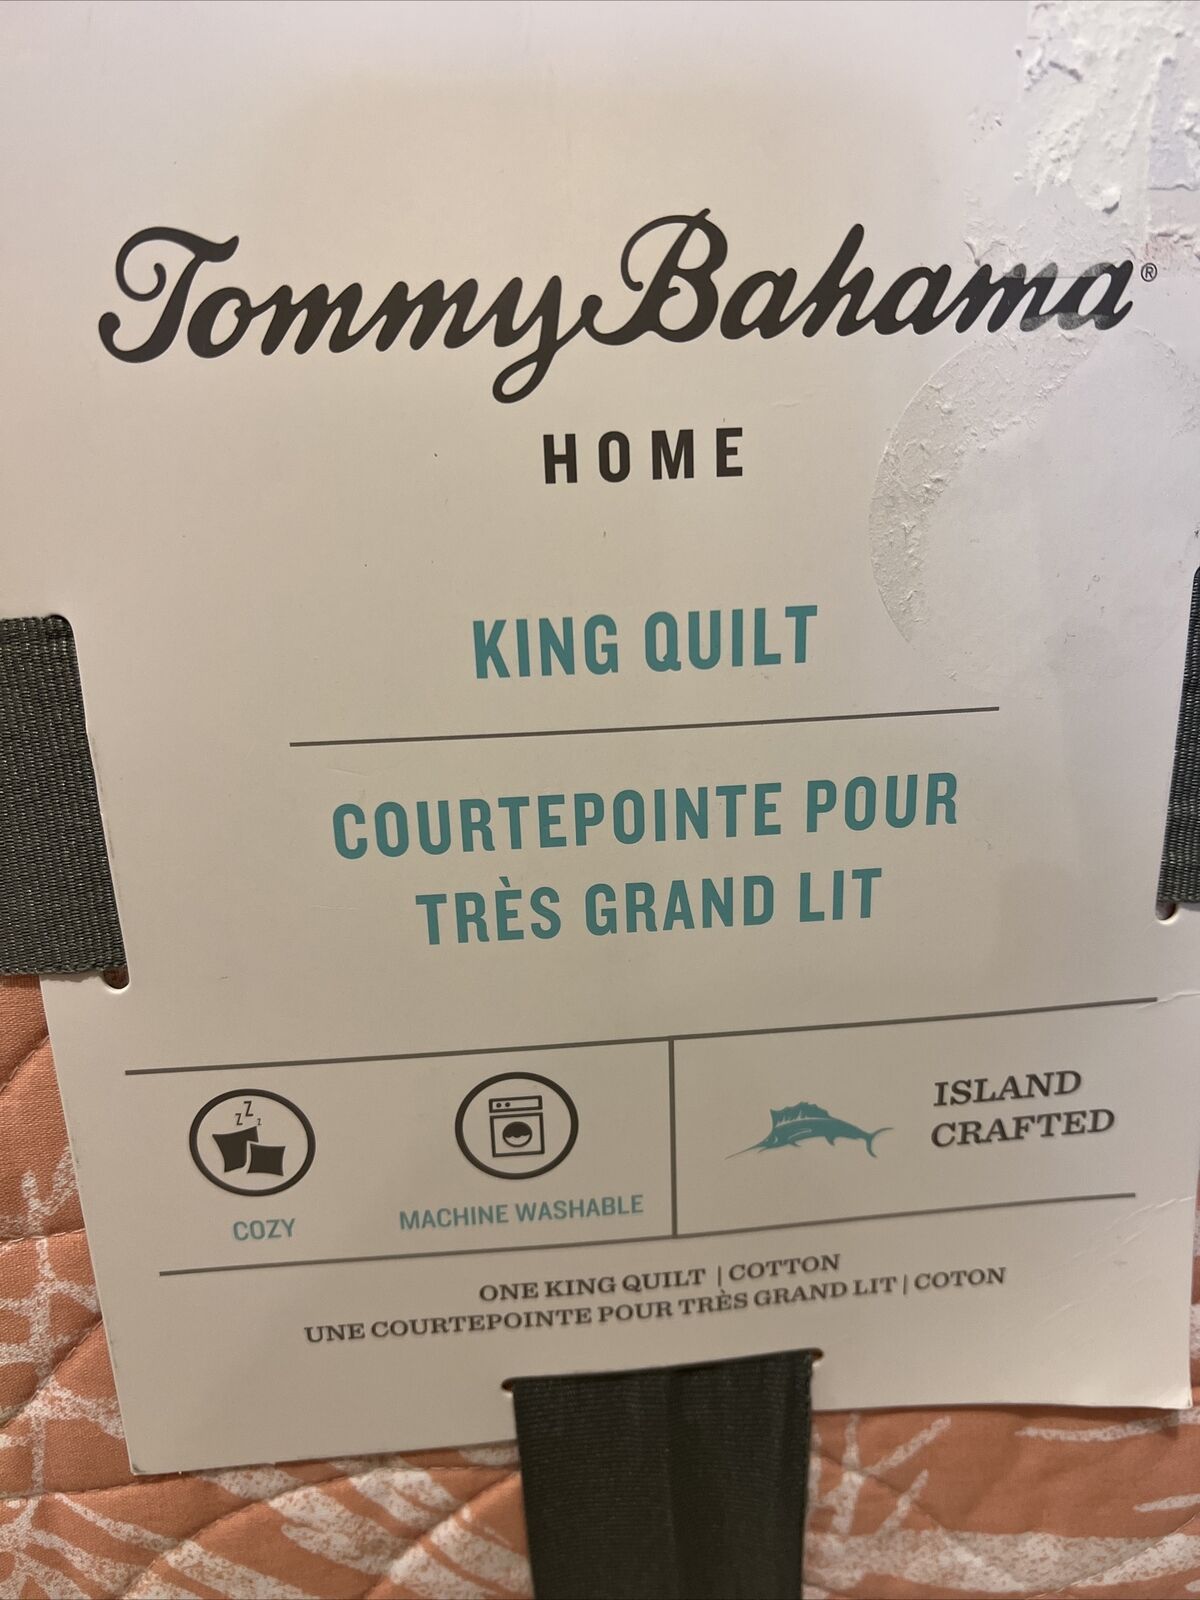 Tommy Bahama®
HOME
KING QUILT
COURTEPOINTE POUR
TRÈS GRAND LIT
zZz
COZY
MACHINE WASHABLE
ISLAND
CRAFTED
ONE KING QUILT | COTTON
UNE COURTEPOINTE POUR TRÈS GRAND LIT | COTON